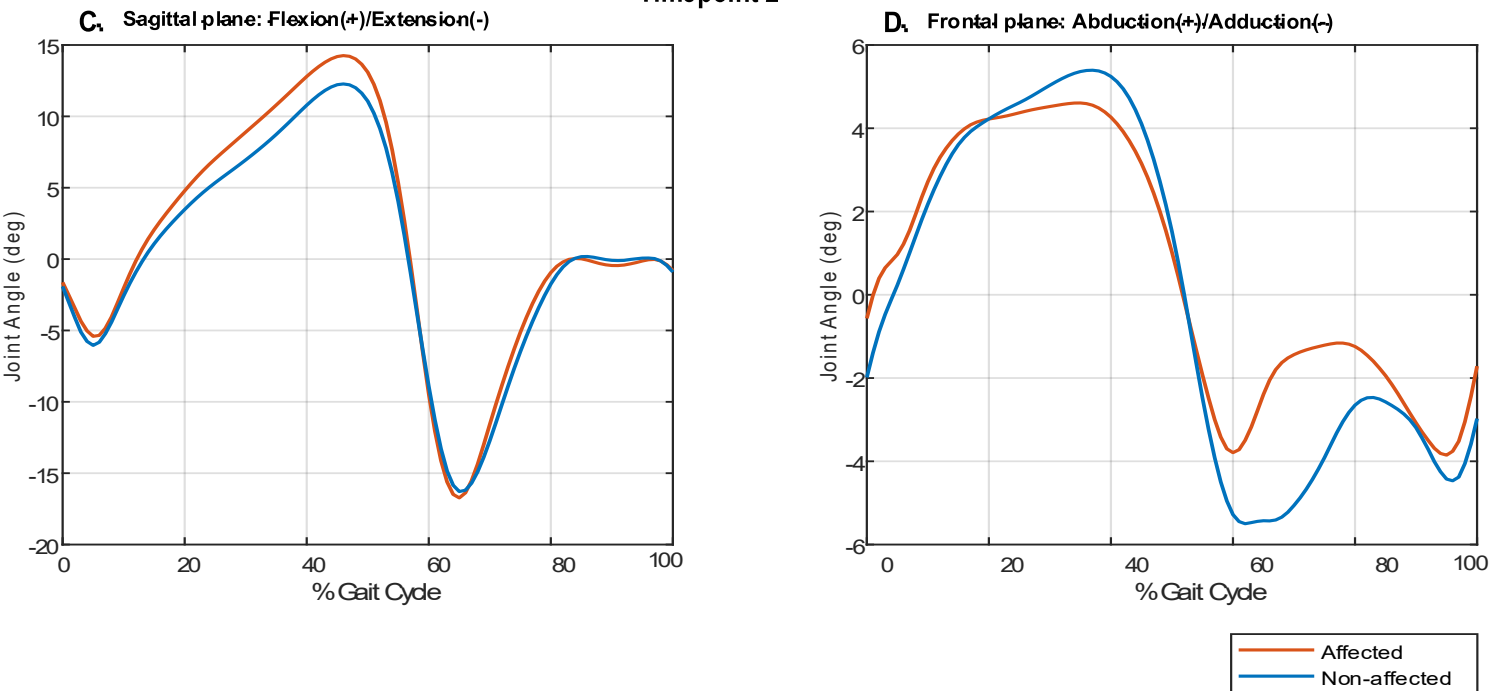 C. Sagittal plane: Flexion(+)/Extension(-)
15
10
5
0
-5
-10
-15
-20
Joint Angle (deg)
0 20 40 60 80 100
% Gait Cycle
D. Frontal plane: Abduction(+)/Adduction(-)
6
4
2
0
-2
-4
-6
Joint Angle (deg)
0 20 40 60 80 100
% Gait Cycle
Affected
Non-affected